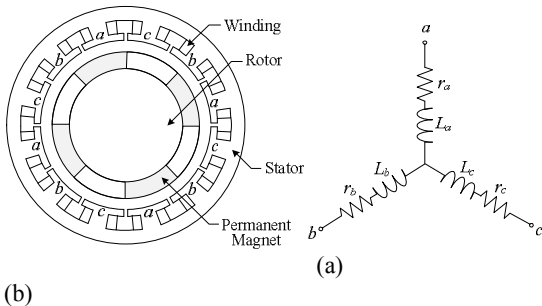 Winding
a c
b b
Rotor
c a
a c
Stator
b b
c a
Permanent
Magnet
a
r_a
L_a
L_b L_c
r_b r_c
b c
(a)
(b)